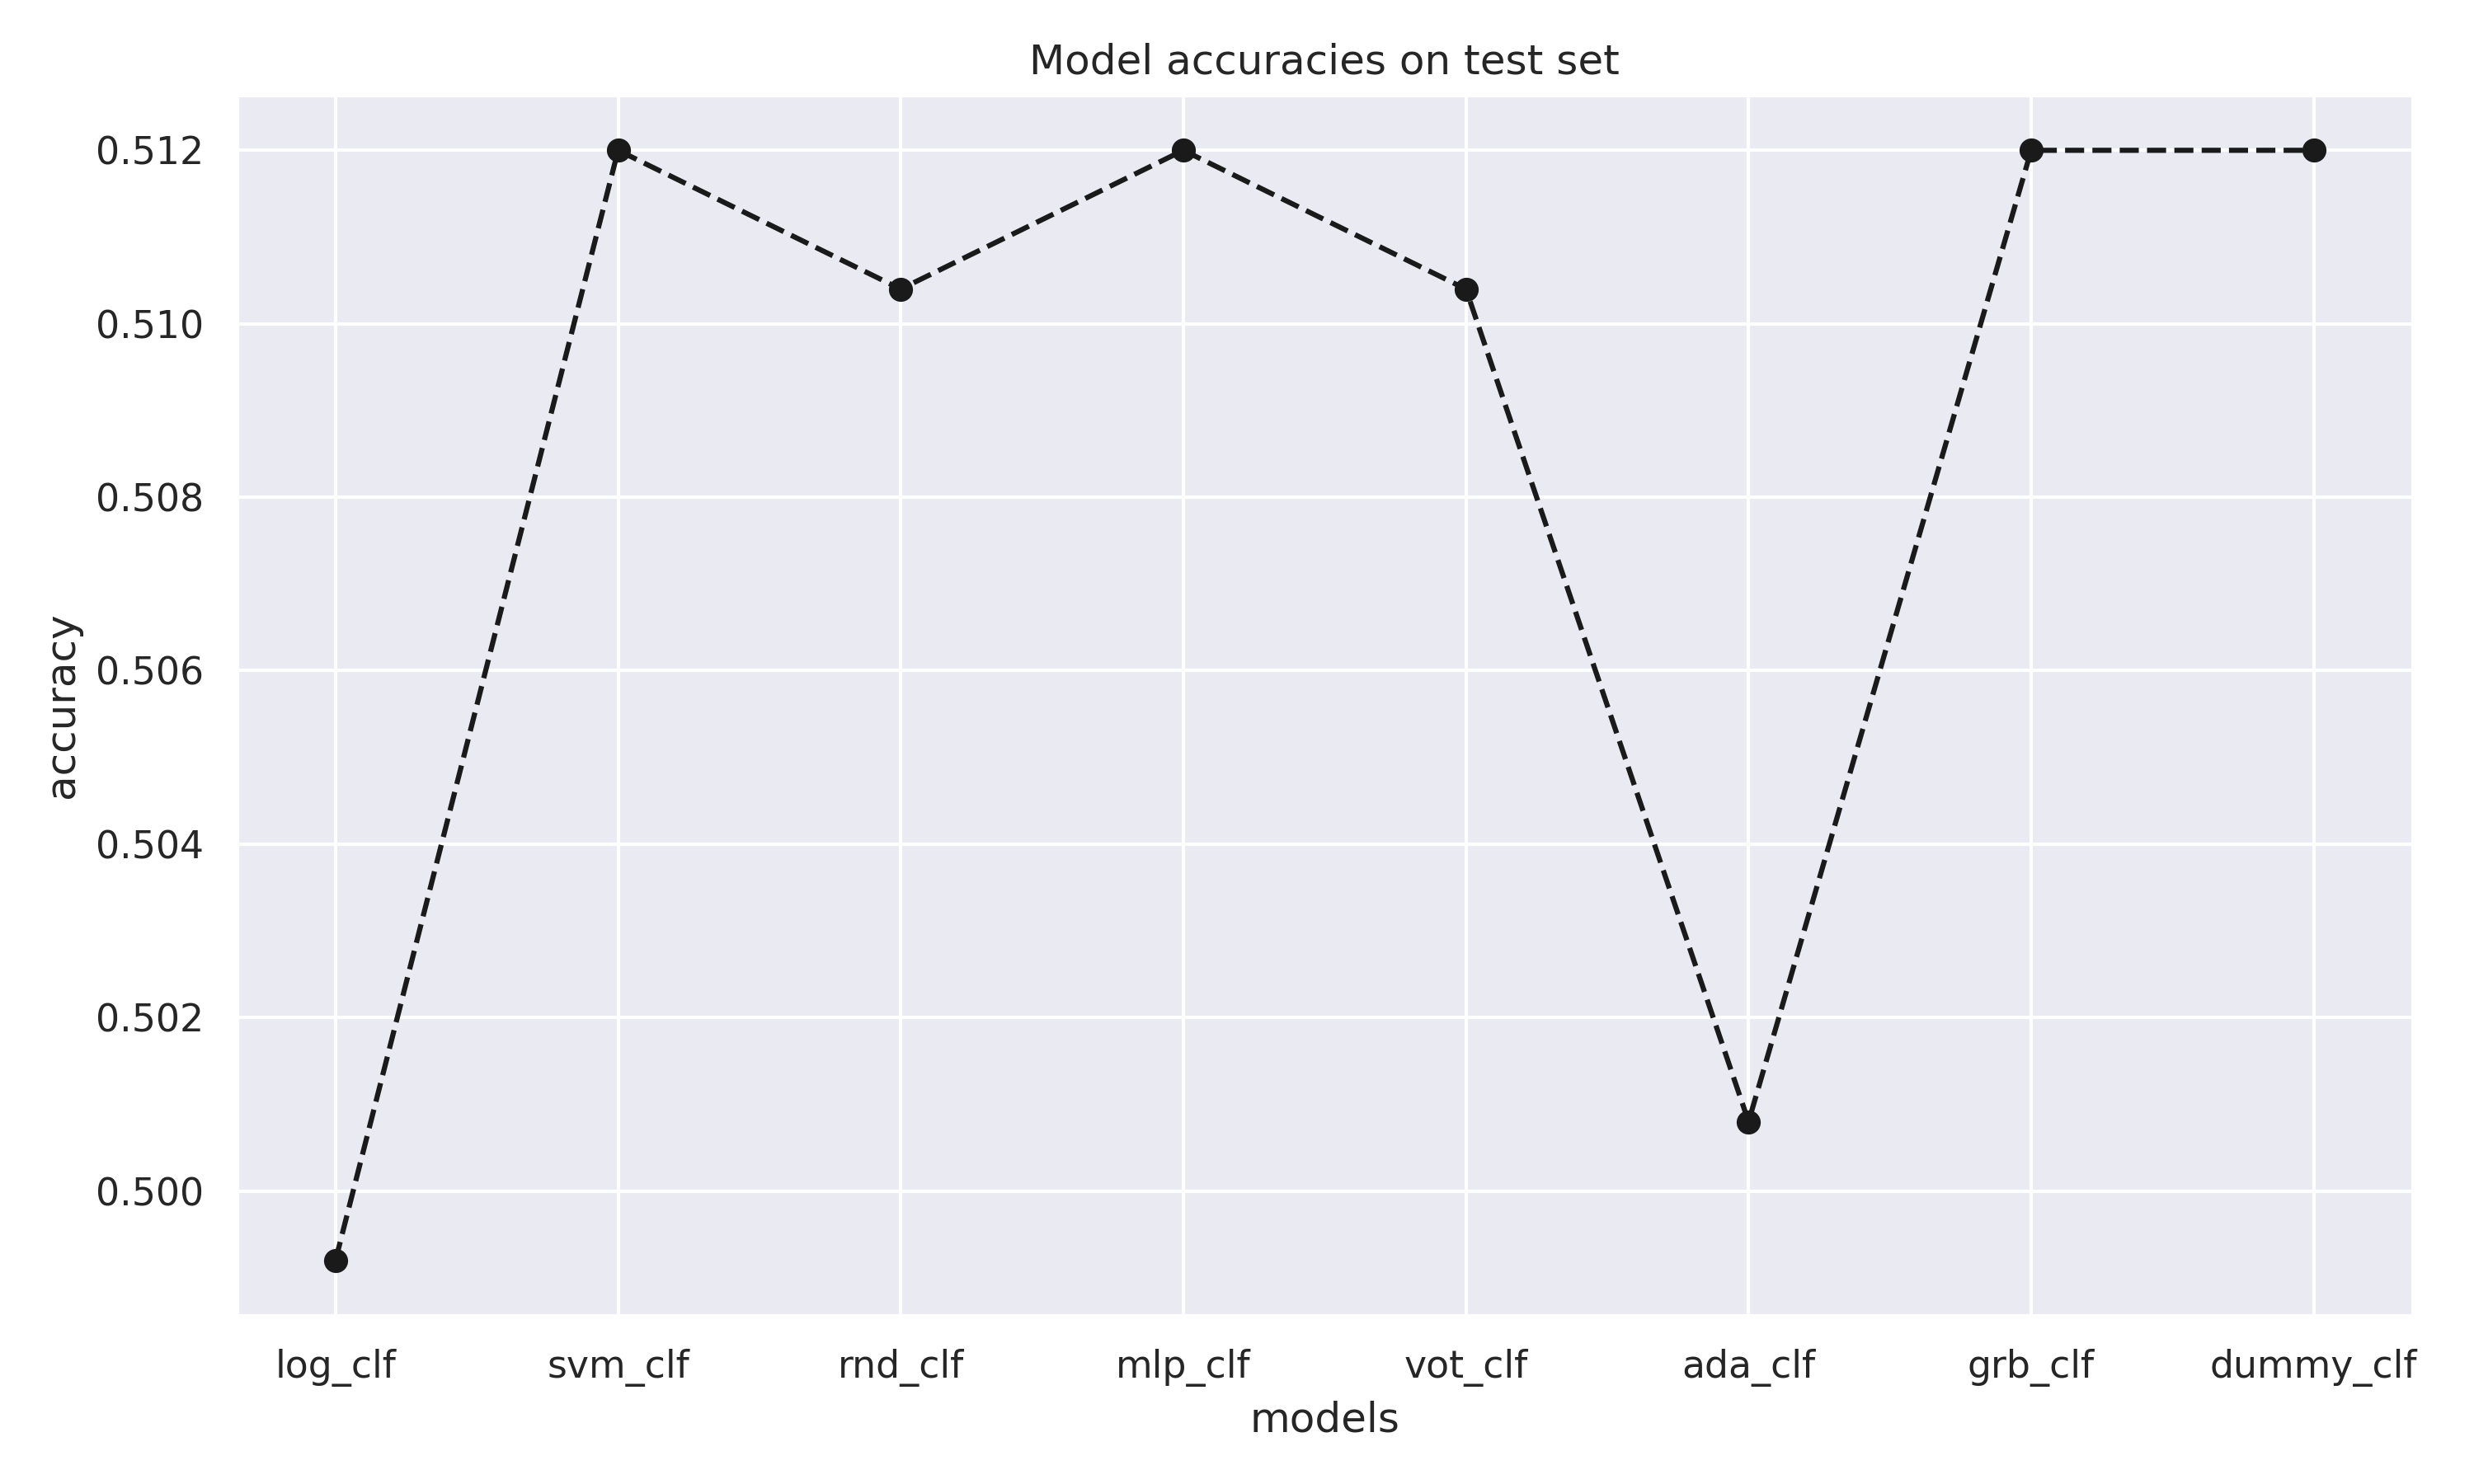 Model accuracies on test set
0.512
0.510
0.508
0.506
0.504
0.502
0.500
accuracy
log_clf svm_clf rnd_clf mlp_clf vot_clf ada_clf grb_clf dummy_clf
models